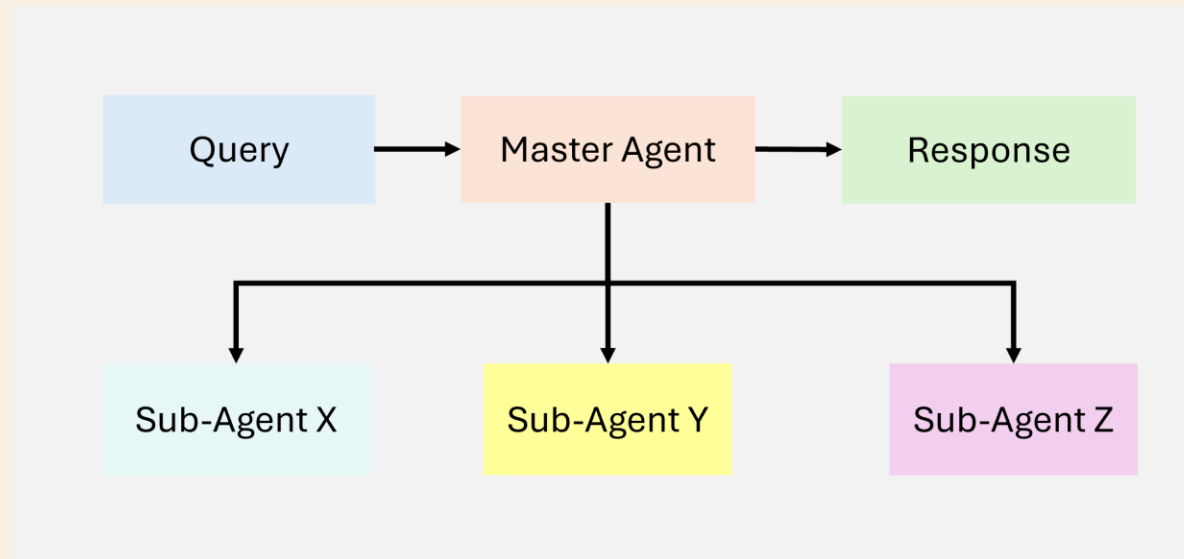 Query
Master Agent
Response
Sub-Agent X
Sub-Agent Y
Sub-Agent Z